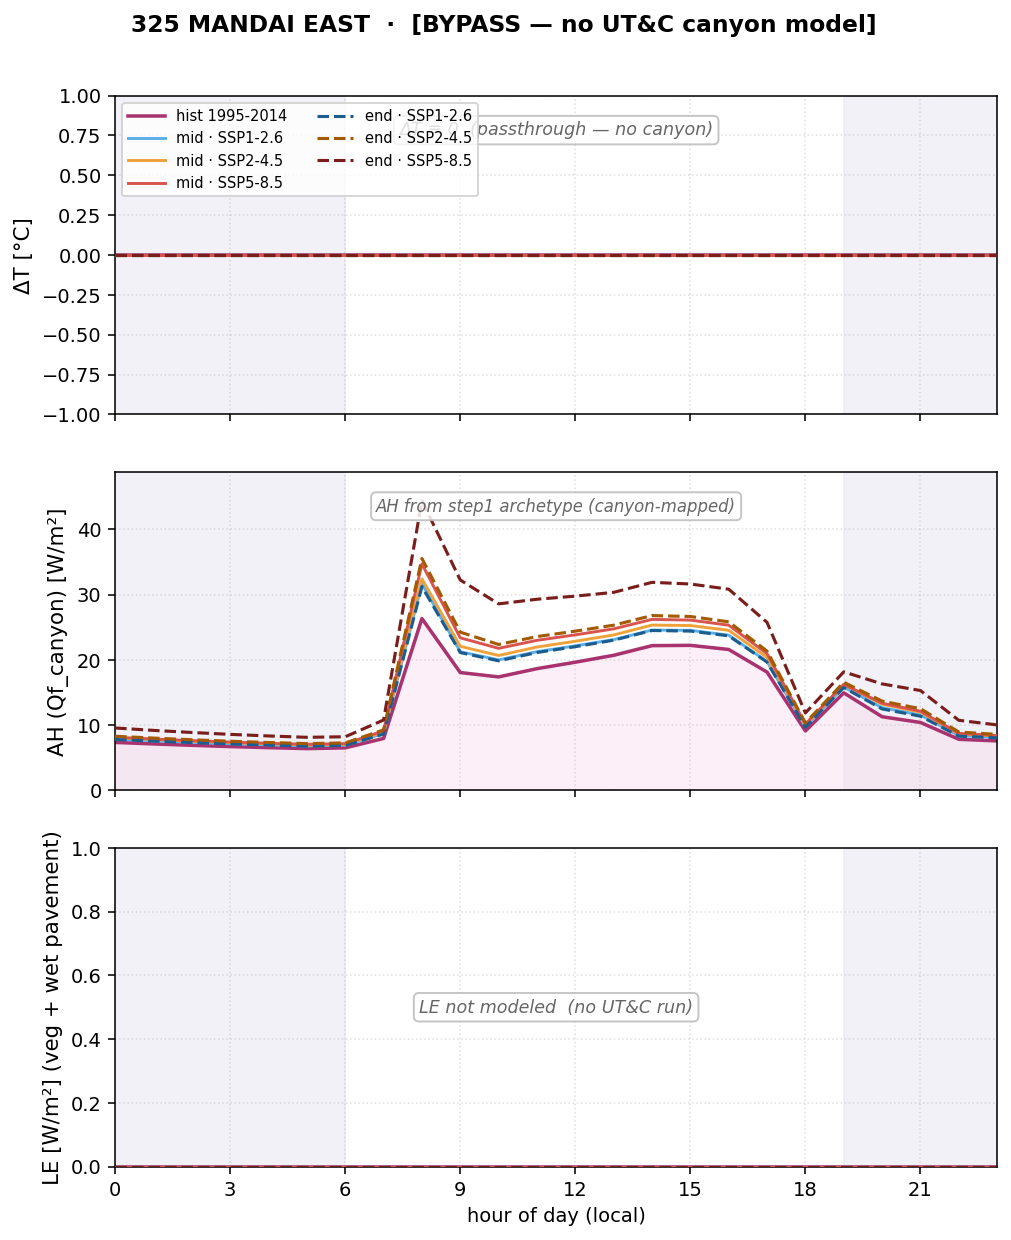 325 MANDAI EAST · [BYPASS — no UT&C canyon model]
1.00
0.75
0.50
0.25
0.00
−0.25
−0.50
−0.75
−1.00
ΔT [°C]
hist 1995-2014
mid · SSP1-2.6
mid · SSP2-4.5
mid · SSP5-8.5
end · SSP1-2.6
end · SSP2-4.5
end · SSP5-8.5
(passthrough — no canyon)
40
30
20
10
0
AH (Qf_canyon) [W/m²]
AH from step1 archetype (canyon-mapped)
1.0
0.8
0.6
0.4
0.2
0.0
LE [W/m²] (veg + wet pavement)
LE not modeled (no UT&C run)
0 3 6 9 12 15 18 21
hour of day (local)